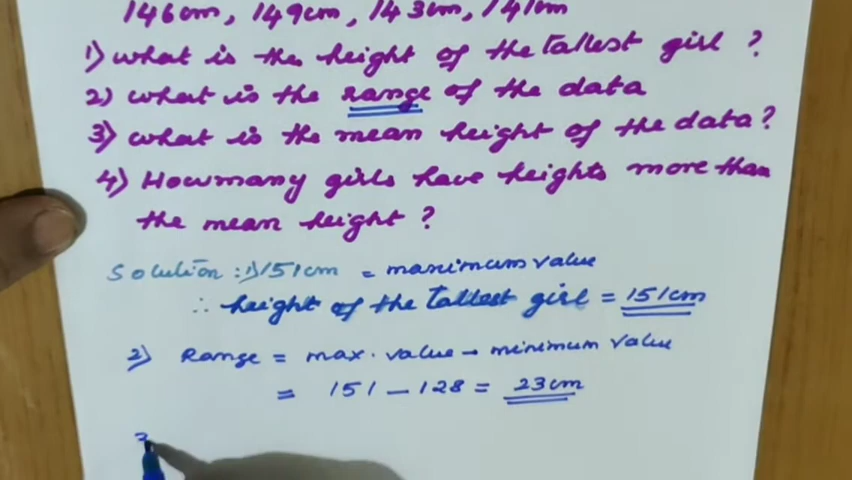 146cm, 149cm, 143cm, 141cm
1) what is the height of the tallest girl ?
2) what is the range of the data
3) what is the mean height of the data?
4) Howmany girls have heights more than
the mean height ?
Solution :1) 151cm = maximum value
∴ height of the Tallest girl = 151cm
2) Range = max. value - minimum value
= 151 - 128 = 23cm
3